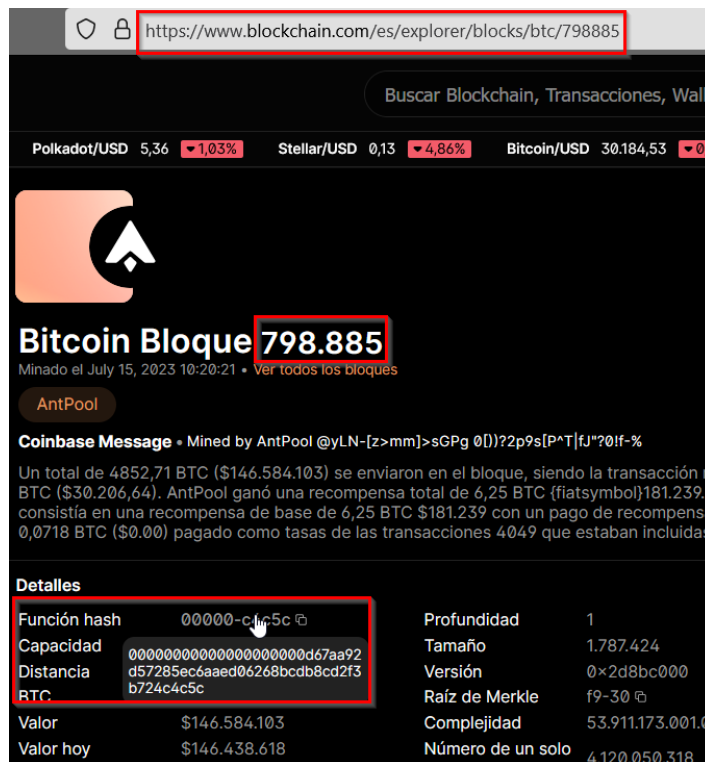 https://www.blockchain.com/es/explorer/blocks/btc/798885
Buscar Blockchain, Transacciones, Wal
Polkadot/USD 5,36 ▼1,03% Stellar/USD 0,13 ▼4,86% Bitcoin/USD 30.184,53 ▼0
Bitcoin Bloque 798.885
Minado el July 15, 2023 10:20:21 • Ver todos los bloques
AntPool
Coinbase Message • Mined by AntPool @yLN-[z>mm]>sGPg 0[))?2p9s[P^T|fJ"?0!f-%
Un total de 4852,71 BTC ($146.584.103) se enviaron en el bloque, siendo la transacción
BTC ($30.206,64). AntPool ganó una recompensa total de 6,25 BTC {fiatsymbol}181.239.
consistía en una recompensa de base de 6,25 BTC $181.239 con un pago de recompens
0,0718 BTC ($0.00) pagado como tasas de las transacciones 4049 que estaban incluidas
Detalles
Función hash 00000-c4c5c Profundidad 1
Capacidad Tamaño 1.787.424
Distancia Versión 0×2d8bc000
BTC Raíz de Merkle f9-30
00000000000000000000d67aa92
d57285ec6aaed06268bcdb8cd2f3
b724c4c5c
Valor $146.584.103 Complejidad 53.911.173.001.
Valor hoy $146.438.618 Número de un solo 4.120.050.318